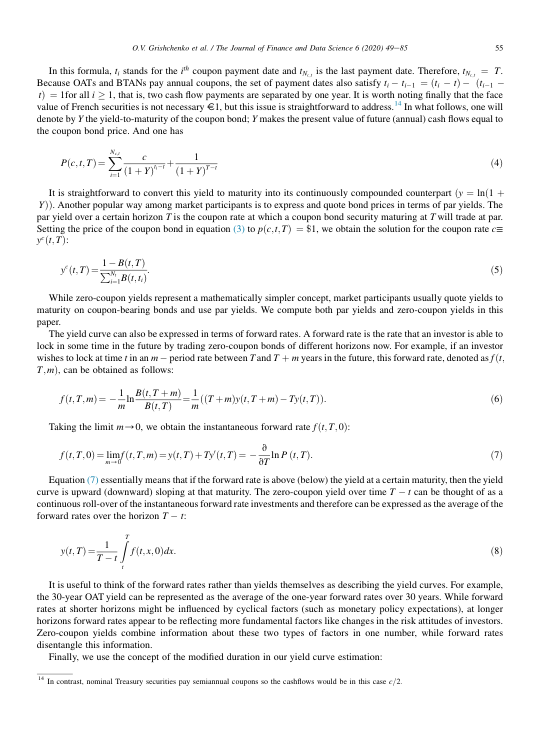 O.V. Grishchenko et al. / The Journal of Finance and Data Science 6 (2020) 49–85 55
In this formula, t_i stands for the i^th coupon payment date and t_{N_{t,T}} is the last payment date. Therefore, t_{N_{t,T}} = T.
Because OATs and BTANs pay annual coupons, the set of payment dates also satisfy t_i − t_{i−1} = (t_i − t) − (t_{i−1} −
t) = 1 for all i ≥ 1, that is, two cash flow payments are separated by one year. It is worth noting finally that the face
value of French securities is not necessary €1, but this issue is straightforward to address.^14 In what follows, one will
denote by Y the yield-to-maturity of the coupon bond; Y makes the present value of future (annual) cash flows equal to
the coupon bond price. And one has
P(c, t, T) = ∑_{i=1}^{N_{t,T}} c/(1 + Y)^{t_i−t} + 1/(1 + Y)^{T−t} (4)
It is straightforward to convert this yield to maturity into its continuously compounded counterpart (y = ln(1 +
Y)). Another popular way among market participants is to express and quote bond prices in terms of par yields. The
par yield over a certain horizon T is the coupon rate at which a coupon bond security maturing at T will trade at par.
Setting the price of the coupon bond in equation (3) to p(c, t, T) = $1, we obtain the solution for the coupon rate c≡
y^c(t, T):
y^c(t, T) = (1 − B(t, T))/(∑_{i=1}^{N_t} B(t, t_i)). (5)
While zero-coupon yields represent a mathematically simpler concept, market participants usually quote yields to
maturity on coupon-bearing bonds and use par yields. We compute both par yields and zero-coupon yields in this
paper.
The yield curve can also be expressed in terms of forward rates. A forward rate is the rate that an investor is able to
lock in some time in the future by trading zero-coupon bonds of different horizons now. For example, if an investor
wishes to lock at time t in an m − period rate between T and T + m years in the future, this forward rate, denoted as f(t,
T, m), can be obtained as follows:
f(t, T, m) = −(1/m) ln (B(t, T + m)/B(t, T)) = (1/m)((T + m)y(t, T + m) − Ty(t, T)). (6)
Taking the limit m→0, we obtain the instantaneous forward rate f(t, T, 0):
f(t, T, 0) = lim_{m→0} f(t, T, m) = y(t, T) + Ty′(t, T) = −∂/∂T ln P (t, T). (7)
Equation (7) essentially means that if the forward rate is above (below) the yield at a certain maturity, then the yield
curve is upward (downward) sloping at that maturity. The zero-coupon yield over time T − t can be thought of as a
continuous roll-over of the instantaneous forward rate investments and therefore can be expressed as the average of the
forward rates over the horizon T − t:
y(t, T) = 1/(T − t) ∫_t^T f(t, x, 0)dx. (8)
It is useful to think of the forward rates rather than yields themselves as describing the yield curves. For example,
the 30-year OAT yield can be represented as the average of the one-year forward rates over 30 years. While forward
rates at shorter horizons might be influenced by cyclical factors (such as monetary policy expectations), at longer
horizons forward rates appear to be reflecting more fundamental factors like changes in the risk attitudes of investors.
Zero-coupon yields combine information about these two types of factors in one number, while forward rates
disentangle this information.
Finally, we use the concept of the modified duration in our yield curve estimation:
^14 In contrast, nominal Treasury securities pay semiannual coupons so the cashflows would be in this case c/2.